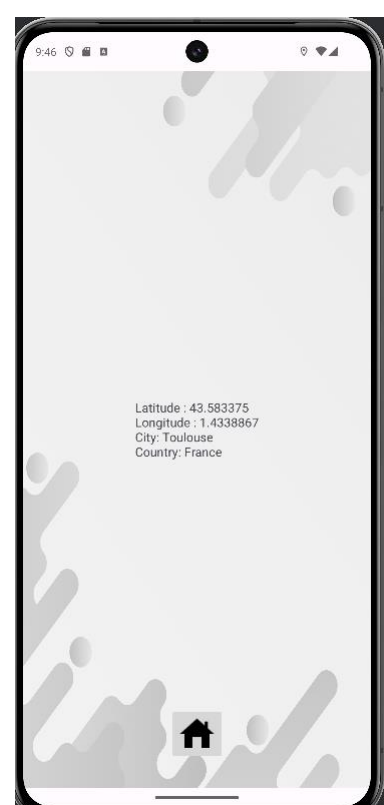 9:46
Latitude : 43.583375
Longitude : 1.4338867
City: Toulouse
Country: France